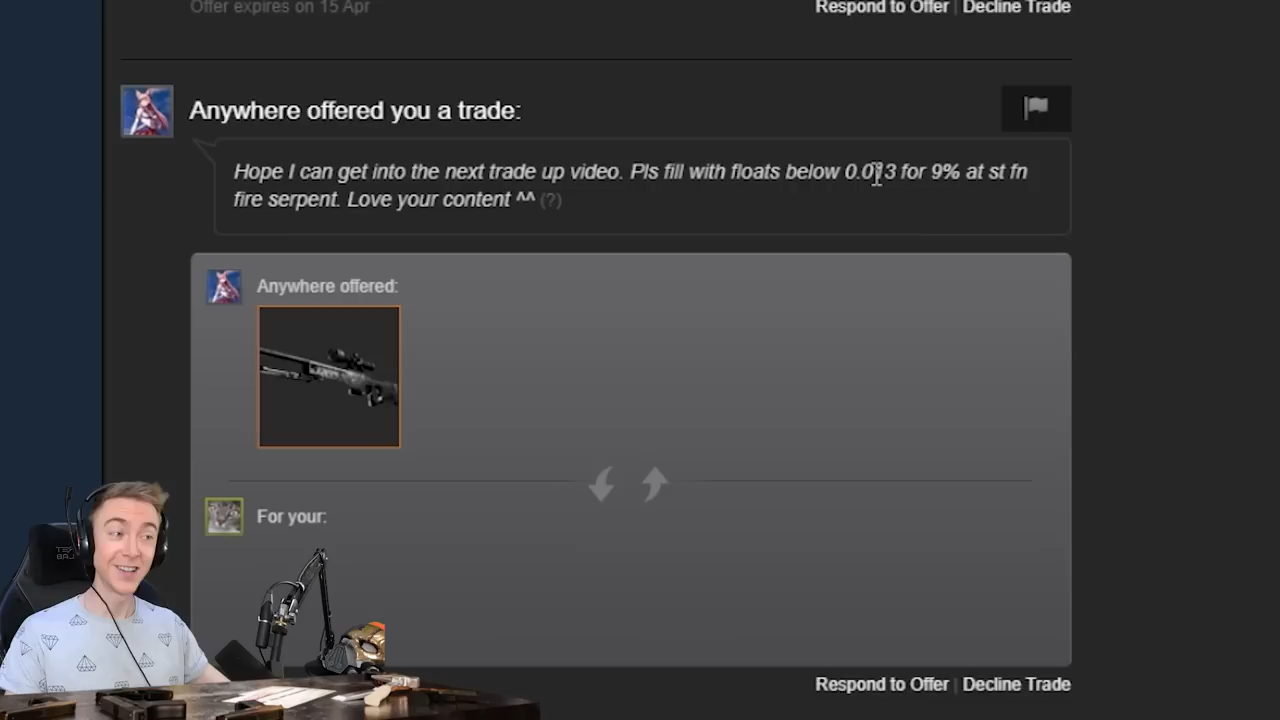 Offer expires on 15 Apr
Respond to Offer | Decline Trade
Anywhere offered you a trade:
Hope I can get into the next trade up video. Pls fill with floats below 0.013 for 9% at st fn
fire serpent. Love your content ^^ (?)
Anywhere offered:
For your:
Respond to Offer | Decline Trade